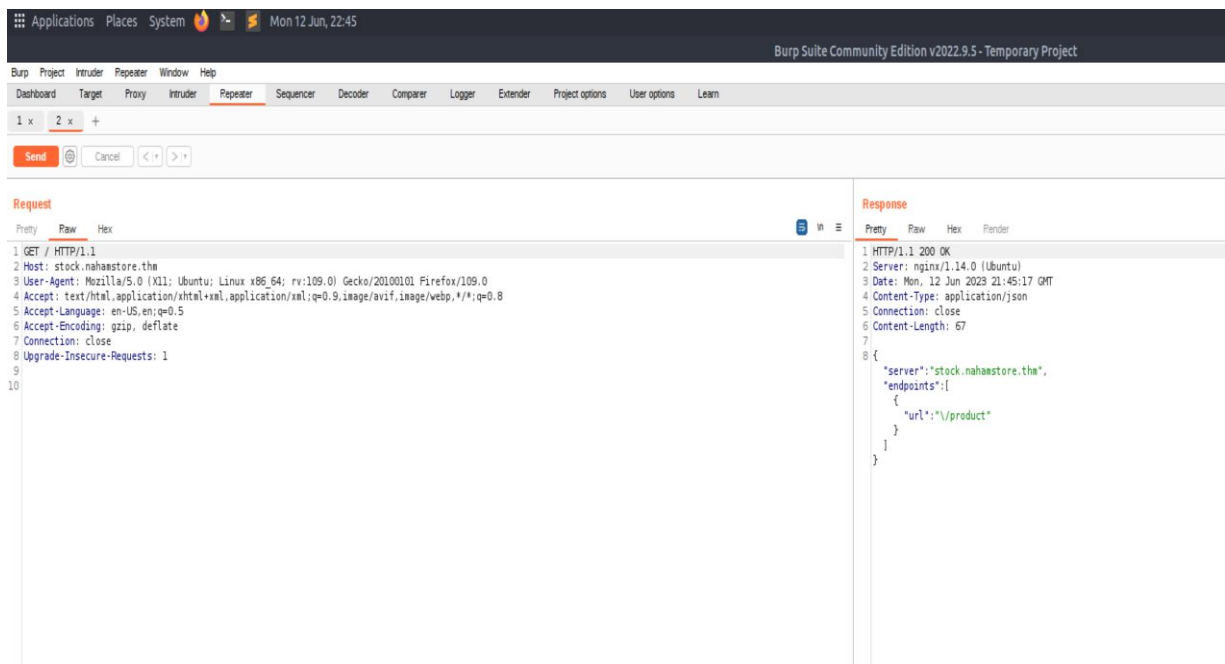 Applications Places System Mon 12 Jun, 22:45
Burp Suite Community Edition v2022.9.5 - Temporary Project
Burp Project Intruder Repeater Window Help
Dashboard Target Proxy Intruder Repeater Sequencer Decoder Comparer Logger Extender Project options User options Learn
1 x 2 x +
Send Cancel < >
Request
Pretty Raw Hex \n
1 GET / HTTP/1.1
2 Host: stock.nahamstore.thm
3 User-Agent: Mozilla/5.0 (X11; Ubuntu; Linux x86_64; rv:109.0) Gecko/20100101 Firefox/109.0
4 Accept: text/html,application/xhtml+xml,application/xml;q=0.9,image/avif,image/webp,*/*;q=0.8
5 Accept-Language: en-US,en;q=0.5
6 Accept-Encoding: gzip, deflate
7 Connection: close
8 Upgrade-Insecure-Requests: 1
9
10
Response
Pretty Raw Hex Render
1 HTTP/1.1 200 OK
2 Server: nginx/1.14.0 (Ubuntu)
3 Date: Mon, 12 Jun 2023 21:45:17 GMT
4 Content-Type: application/json
5 Connection: close
6 Content-Length: 67
7
8 {
"server":"stock.nahamstore.thm",
"endpoints":[
{
"url":"\/product"
}
]
}